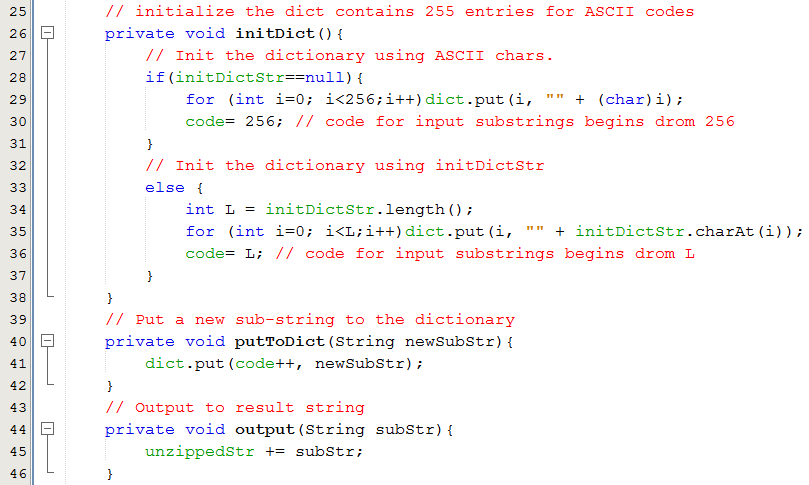 25 // initialize the dict contains 255 entries for ASCII codes
26 private void initDict(){
27 // Init the dictionary using ASCII chars.
28 if(initDictStr==null){
29 for (int i=0; i<256;i++)dict.put(i, "" + (char)i);
30 code= 256; // code for input substrings begins drom 256
31 }
32 // Init the dictionary using initDictStr
33 else {
34 int L = initDictStr.length();
35 for (int i=0; i<L;i++)dict.put(i, "" + initDictStr.charAt(i));
36 code= L; // code for input substrings begins drom L
37 }
38 }
39 // Put a new sub-string to the dictionary
40 private void putToDict(String newSubStr){
41 dict.put(code++, newSubStr);
42 }
43 // Output to result string
44 private void output(String subStr){
45 unzippedStr += subStr;
46 }